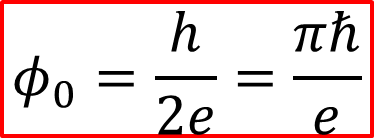 ϕ₀ = h/2e = πħ/e